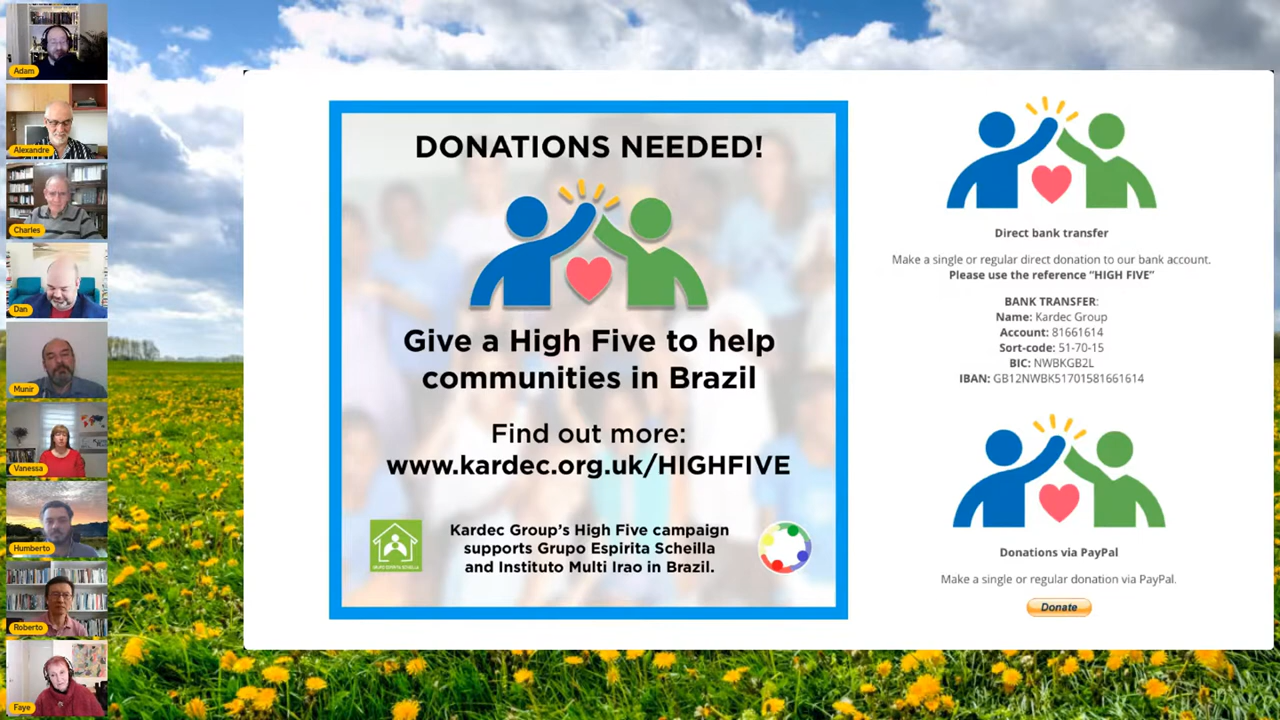 Adam
Alexandre
Charles
Dan
Munir
Vanessa
Humberto
Roberto
Faye
DONATIONS NEEDED!
Give a High Five to help
communities in Brazil
Find out more:
www.kardec.org.uk/HIGHFIVE
GRUPO ESPIRITA SCHEILLA
Kardec Group's High Five campaign
supports Grupo Espirita Scheilla
and Instituto Multi Irao in Brazil.
Direct bank transfer
Make a single or regular direct donation to our bank account.
Please use the reference “HIGH FIVE”
BANK TRANSFER:
Name: Kardec Group
Account: 81661614
Sort-code: 51-70-15
BIC: NWBKGB2L
IBAN: GB12NWBK51701581661614
Donations via PayPal
Make a single or regular donation via PayPal.
Donate